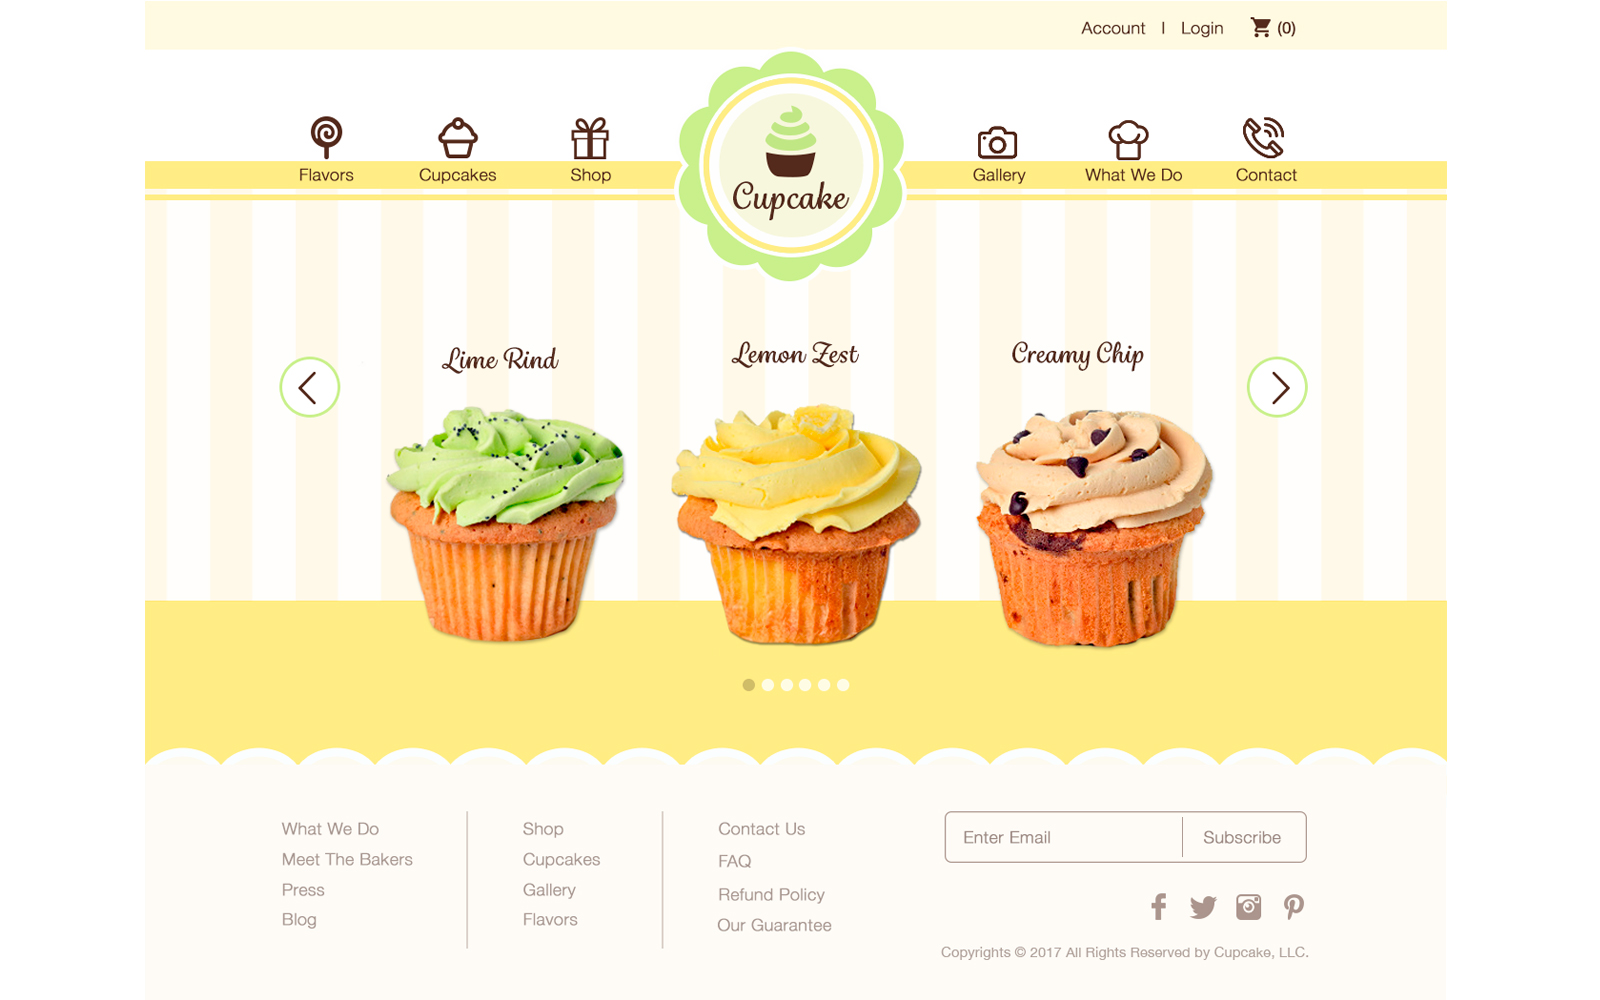 Account | Login (0)
Flavors Cupcakes Shop Gallery What We Do Contact
Cupcake
Lime Rind Lemon Zest Creamy Chip
What We Do
Meet The Bakers
Press
Blog
Shop
Cupcakes
Gallery
Flavors
Contact Us
FAQ
Refund Policy
Our Guarantee
Enter Email Subscribe
Copyrights © 2017 All Rights Reserved by Cupcake, LLC.